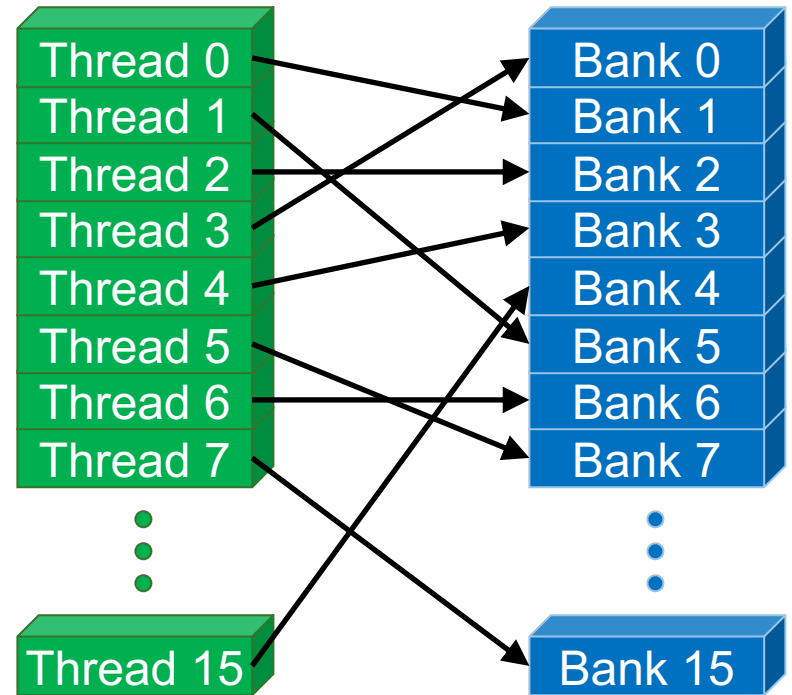 Thread 0
Thread 1
Thread 2
Thread 3
Thread 4
Thread 5
Thread 6
Thread 7
Thread 15
Bank 0
Bank 1
Bank 2
Bank 3
Bank 4
Bank 5
Bank 6
Bank 7
Bank 15